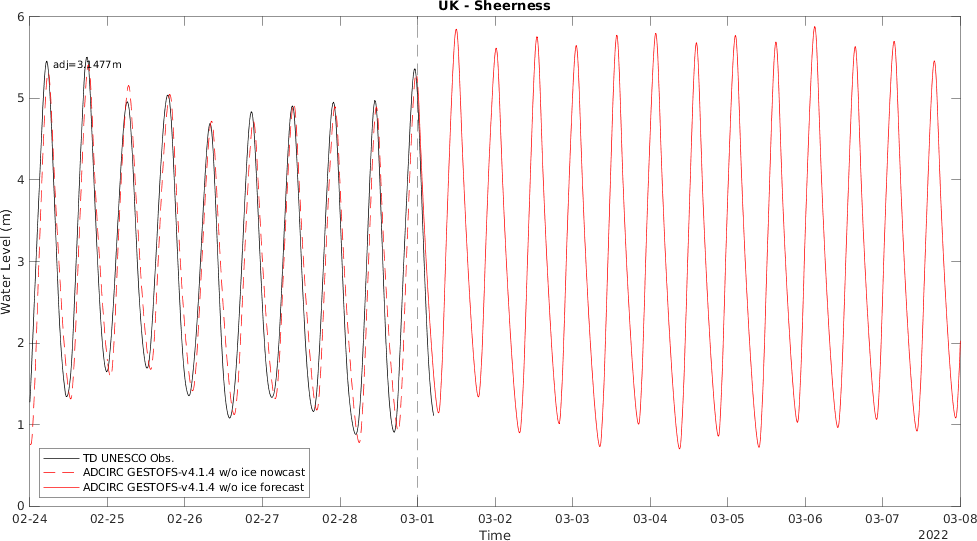 UK - Sheerness
6
5
4
3
2
1
0
Water Level (m)
adj=3.1477m
TD UNESCO Obs.
ADCIRC GESTOFS-v4.1.4 w/o ice nowcast
ADCIRC GESTOFS-v4.1.4 w/o ice forecast
02-24 02-25 02-26 02-27 02-28 03-01 03-02 03-03 03-04 03-05 03-06 03-07 03-08
Time
2022